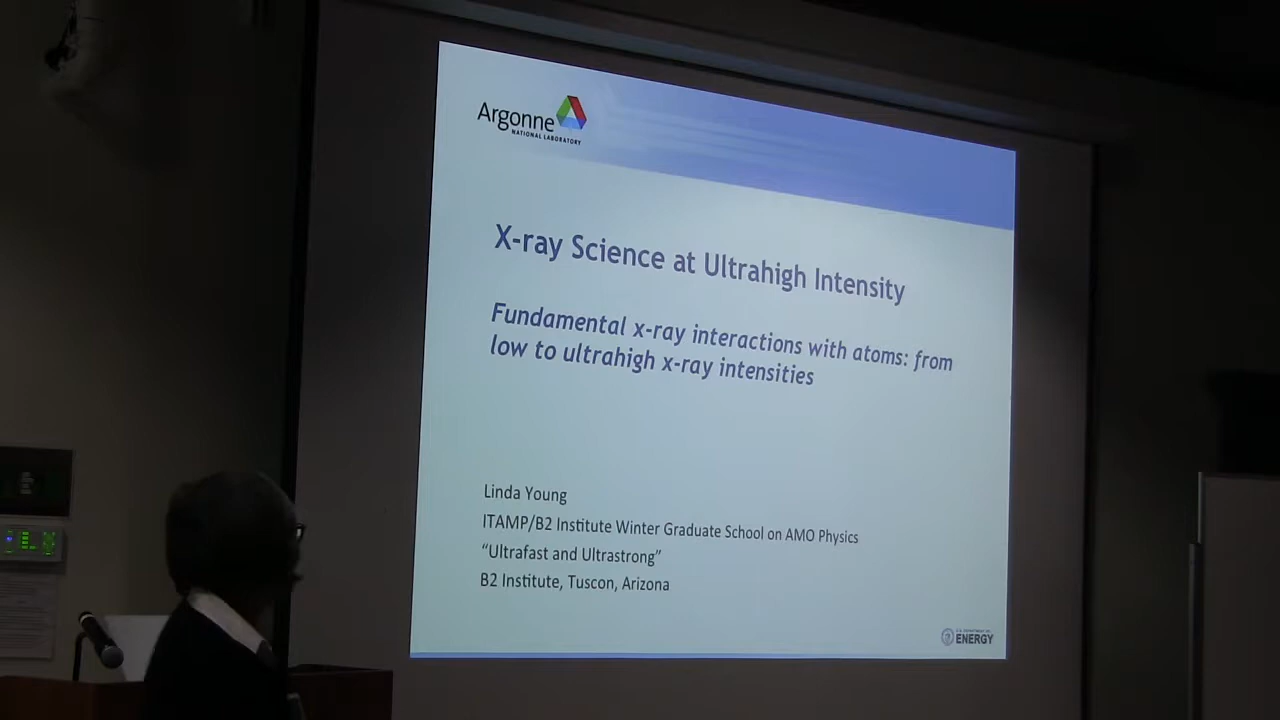 Argonne
NATIONAL LABORATORY
X-ray Science at Ultrahigh Intensity
Fundamental x-ray interactions with atoms: from
low to ultrahigh x-ray intensities
Linda Young
ITAMP/B2 Institute Winter Graduate School on AMO Physics
“Ultrafast and Ultrastrong”
B2 Institute, Tuscon, Arizona
ENERGY